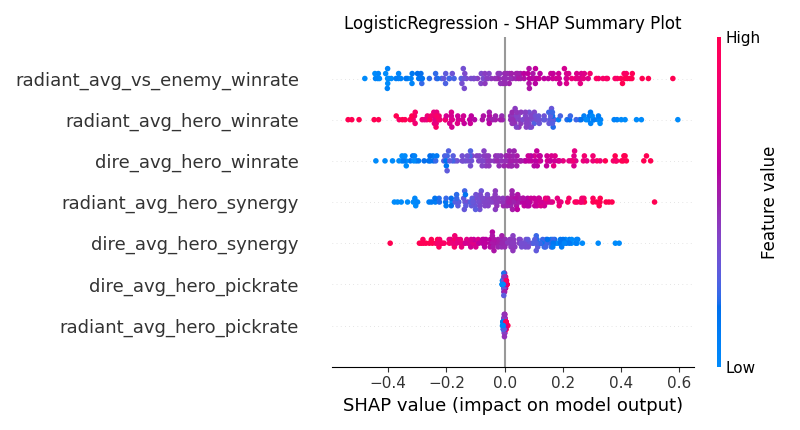 LogisticRegression - SHAP Summary Plot
High
radiant_avg_vs_enemy_winrate
radiant_avg_hero_winrate
dire_avg_hero_winrate
radiant_avg_hero_synergy
dire_avg_hero_synergy
dire_avg_hero_pickrate
radiant_avg_hero_pickrate
Feature value
Low
−0.4 −0.2 0.0 0.2 0.4 0.6
SHAP value (impact on model output)